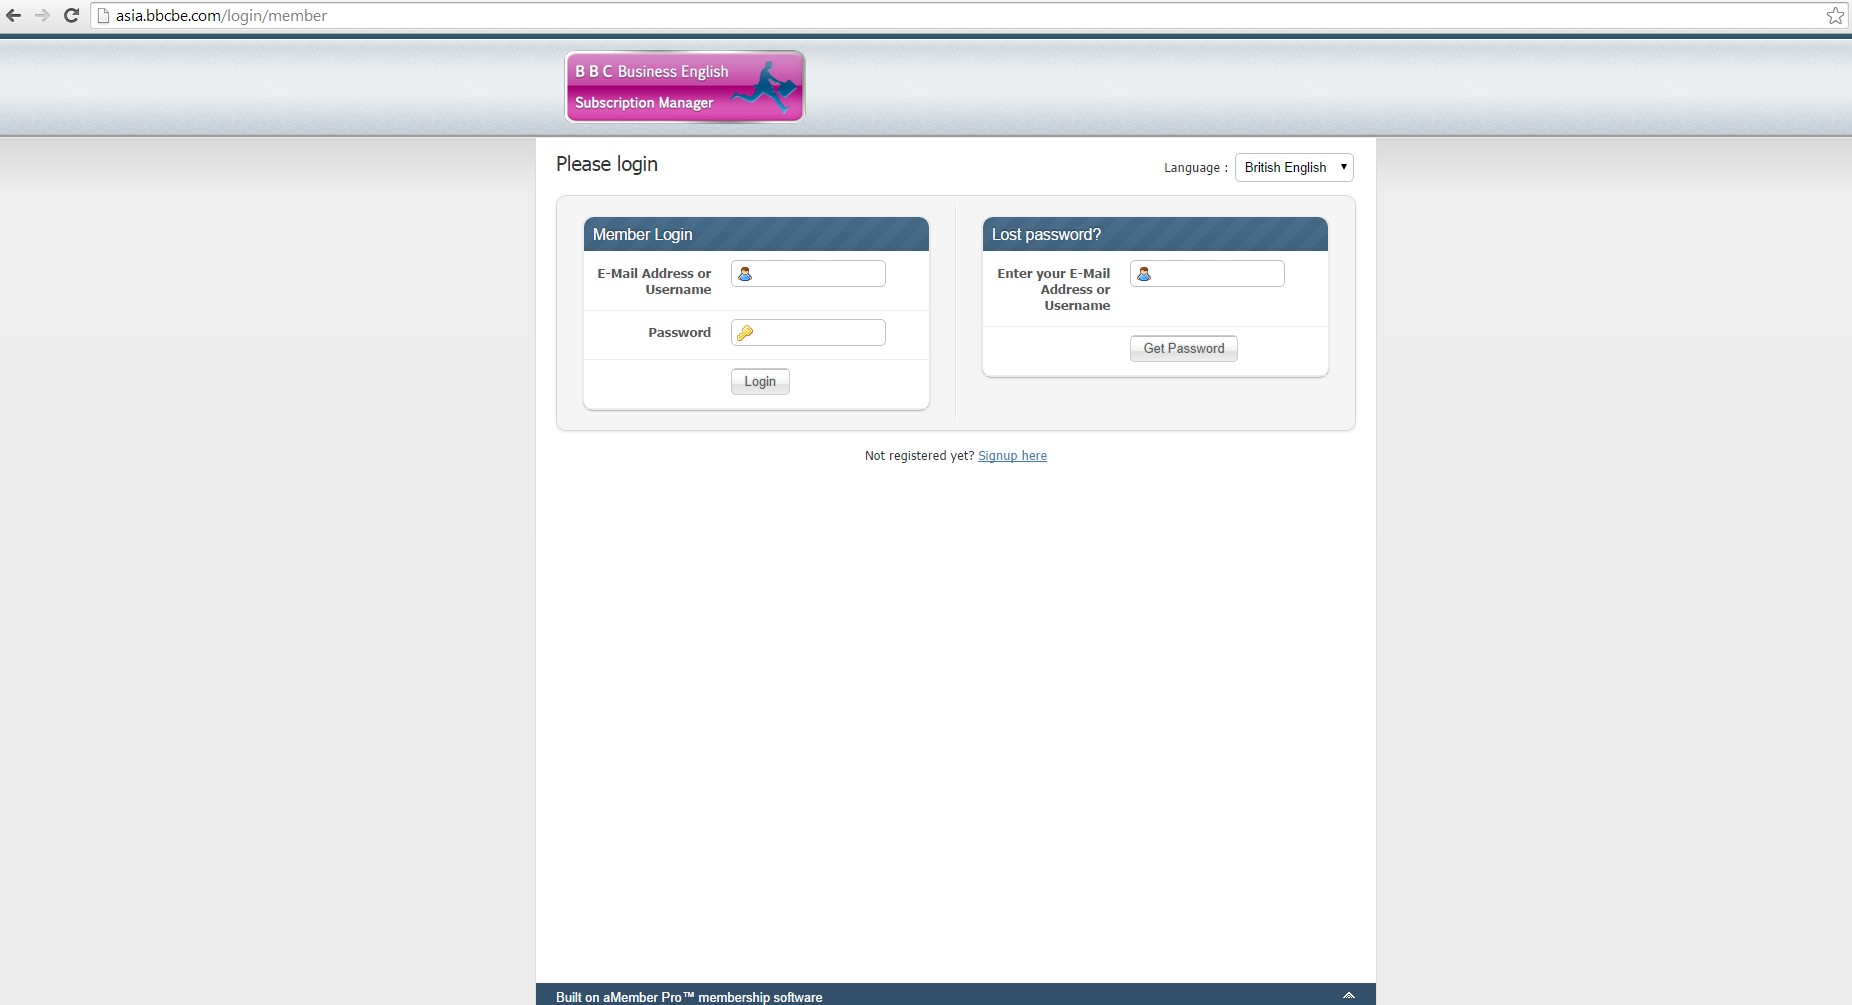 asia.bbcbe.com/login/member
B B C Business English
Subscription Manager
Please login
Language :
British English
Member Login
E-Mail Address or
Username
Password
Login
Lost password?
Enter your E-Mail
Address or
Username
Get Password
Not registered yet? Signup here
Built on aMember Pro™ membership software